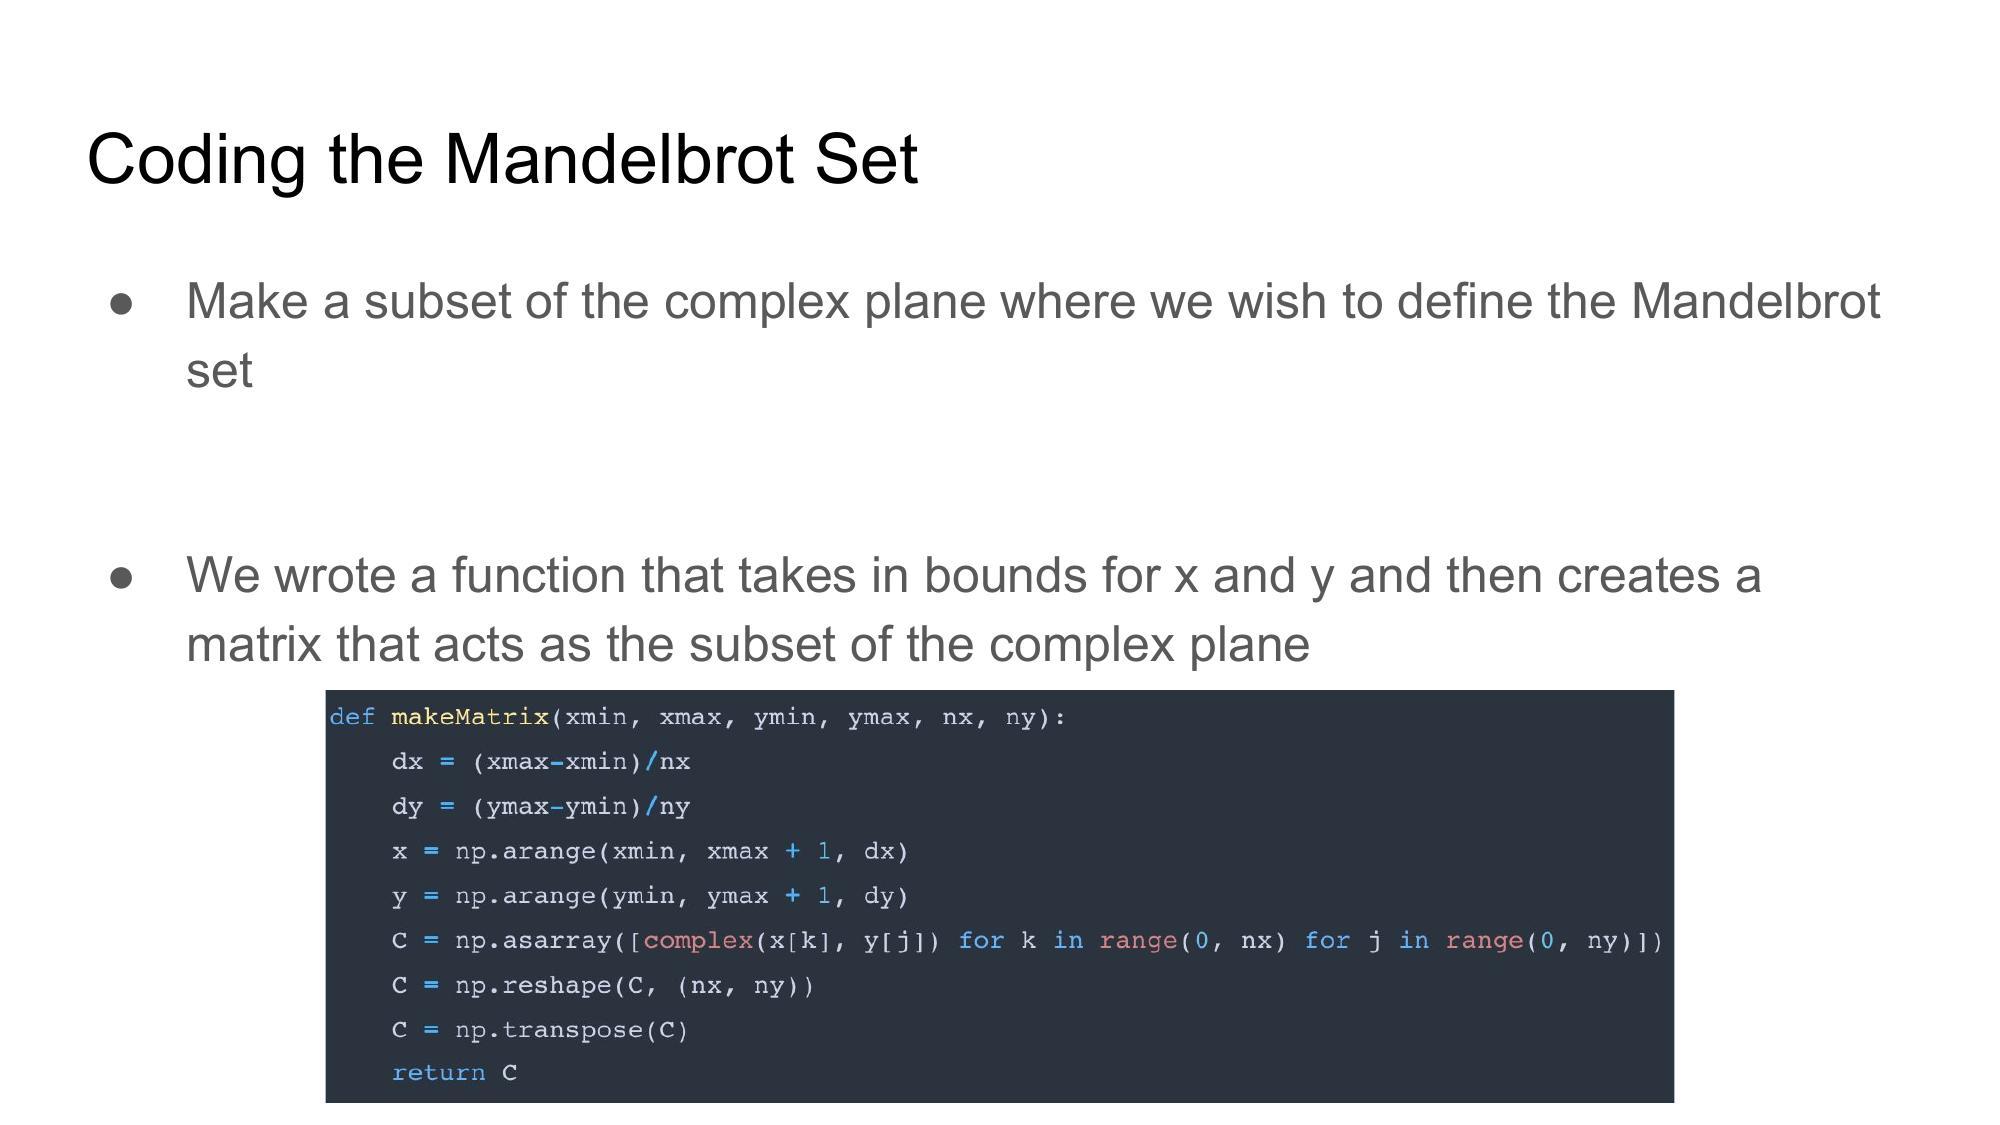 Coding the Mandelbrot Set
● Make a subset of the complex plane where we wish to define the Mandelbrot
set
● We wrote a function that takes in bounds for x and y and then creates a
matrix that acts as the subset of the complex plane
def makeMatrix(xmin, xmax, ymin, ymax, nx, ny):
    dx = (xmax-xmin)/nx
    dy = (ymax-ymin)/ny
    x = np.arange(xmin, xmax + 1, dx)
    y = np.arange(ymin, ymax + 1, dy)
    C = np.asarray([complex(x[k], y[j]) for k in range(0, nx) for j in range(0, ny)])
    C = np.reshape(C, (nx, ny))
    C = np.transpose(C)
    return C